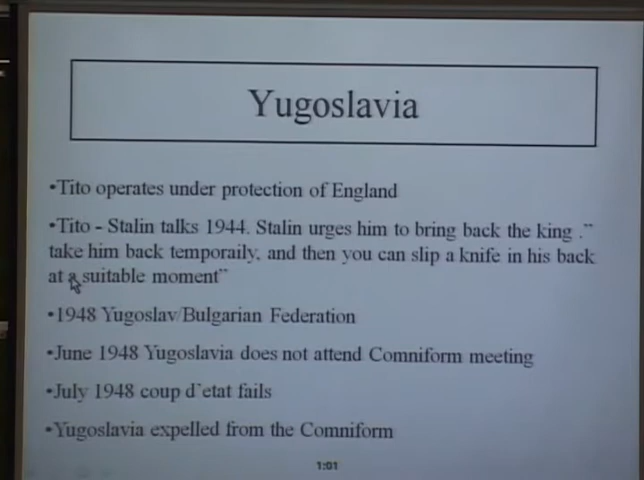 Yugoslavia
•Tito operates under protection of England
•Tito - Stalin talks 1944. Stalin urges him to bring back the king ."
take him back temporaily, and then you can slip a knife in his back
at a suitable moment"
•1948 Yugoslav/Bulgarian Federation
•June 1948 Yugoslavia does not attend Comniform meeting
•July 1948 coup d'etat fails
•Yugoslavia expelled from the Comniform
1:01